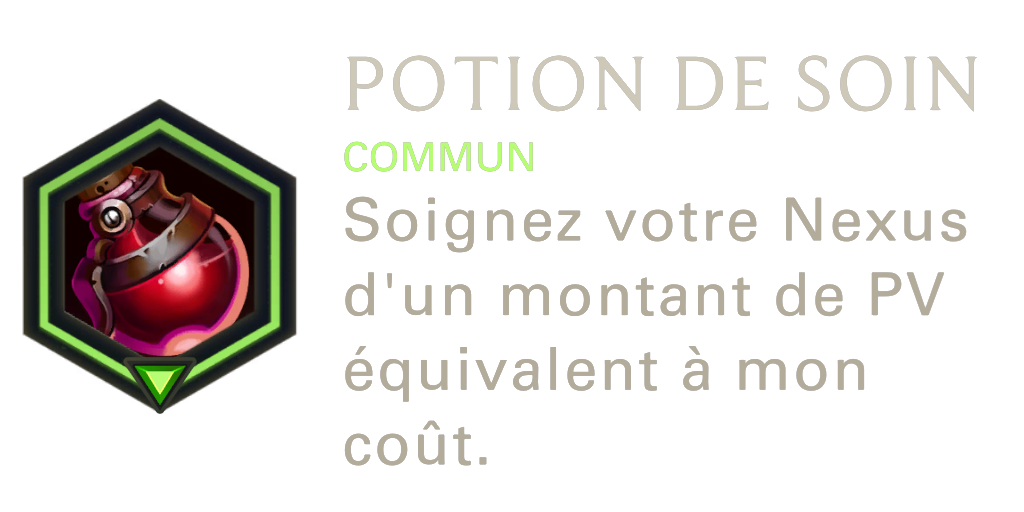 POTION DE SOIN
COMMUN
Soignez votre Nexus
d'un montant de PV
équivalent à mon
coût.